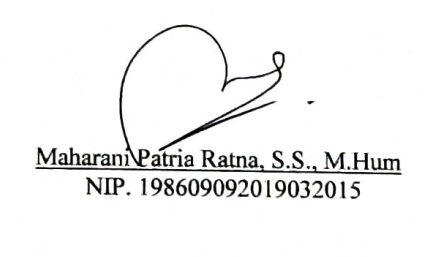 Maharani Patria Ratna, S.S., M.Hum
NIP. 198609092019032015